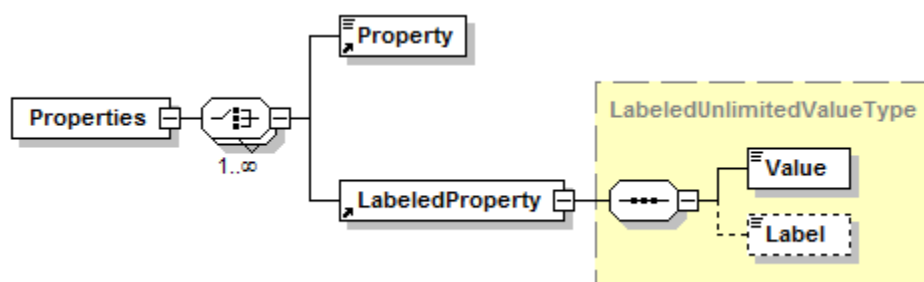 Property
LabeledUnlimitedValueType
Properties
1..∞
Value
LabeledProperty
Label